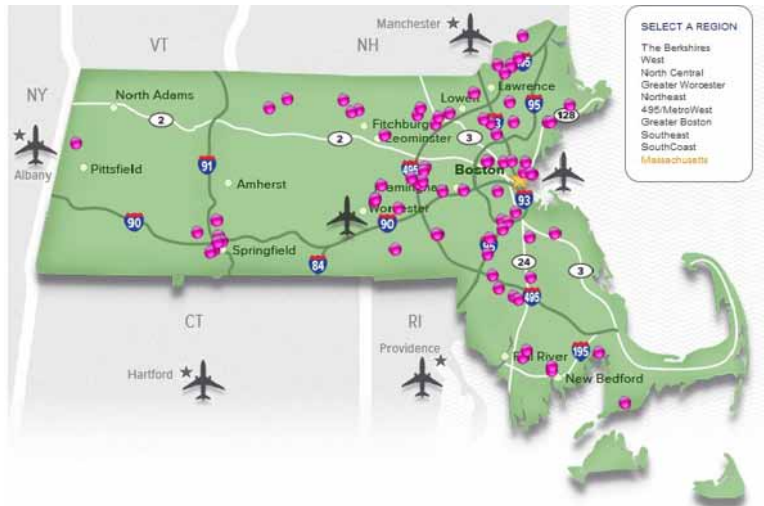 Manchester
VT
NH
NY
Albany
North Adams
Pittsfield
2
2
Fitchburg
Leominster
Lowell
Lawrence
495
95
93
3
128
91
Amherst
495
Framingham
Boston
Worcester
90
90
93
95
Springfield
84
24
3
495
CT
RI
Providence
Hartford
Fall River
195
New Bedford
SELECT A REGION
The Berkshires
West
North Central
Greater Worcester
Northeast
495/MetroWest
Greater Boston
Southeast
SouthCoast
Massachusetts